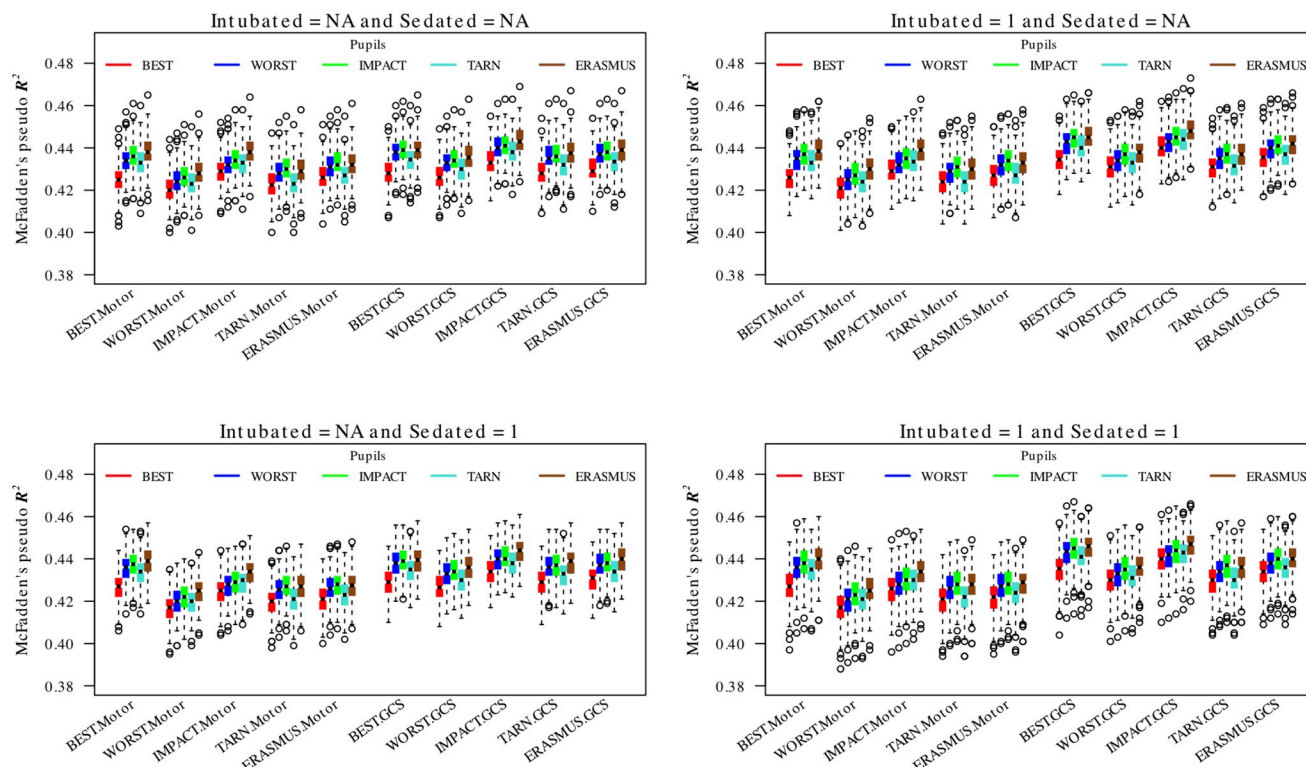 Intubated = NA and Sedated = NA
Pupils
BEST WORST IMPACT TARN ERASMUS
McFadden's pseudo R²
0.48
0.46
0.44
0.42
0.40
0.38
BEST.Motor
WORST.Motor
IMPACT.Motor
TARN.Motor
ERASMUS.Motor
BEST.GCS
WORST.GCS
IMPACT.GCS
TARN.GCS
ERASMUS.GCS
Intubated = 1 and Sedated = NA
Pupils
BEST WORST IMPACT TARN ERASMUS
McFadden's pseudo R²
0.48
0.46
0.44
0.42
0.40
0.38
BEST.Motor
WORST.Motor
IMPACT.Motor
TARN.Motor
ERASMUS.Motor
BEST.GCS
WORST.GCS
IMPACT.GCS
TARN.GCS
ERASMUS.GCS
Intubated = NA and Sedated = 1
Pupils
BEST WORST IMPACT TARN ERASMUS
McFadden's pseudo R²
0.48
0.46
0.44
0.42
0.40
0.38
BEST.Motor
WORST.Motor
IMPACT.Motor
TARN.Motor
ERASMUS.Motor
BEST.GCS
WORST.GCS
IMPACT.GCS
TARN.GCS
ERASMUS.GCS
Intubated = 1 and Sedated = 1
Pupils
BEST WORST IMPACT TARN ERASMUS
McFadden's pseudo R²
0.48
0.46
0.44
0.42
0.40
0.38
BEST.Motor
WORST.Motor
IMPACT.Motor
TARN.Motor
ERASMUS.Motor
BEST.GCS
WORST.GCS
IMPACT.GCS
TARN.GCS
ERASMUS.GCS